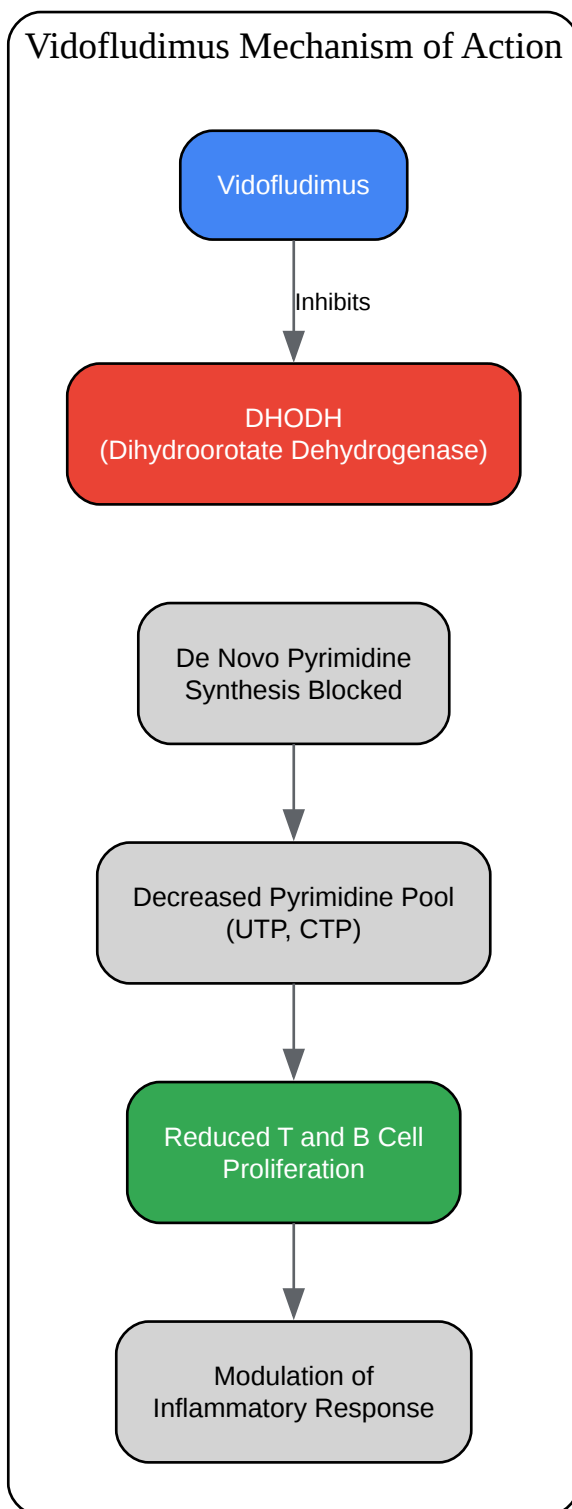 Vidofludimus Mechanism of Action
Vidofludimus
Inhibits
DHODH
(Dihydroorotate Dehydrogenase)
De Novo Pyrimidine
Synthesis Blocked
Decreased Pyrimidine Pool
(UTP, CTP)
Reduced T and B Cell
Proliferation
Modulation of
Inflammatory Response